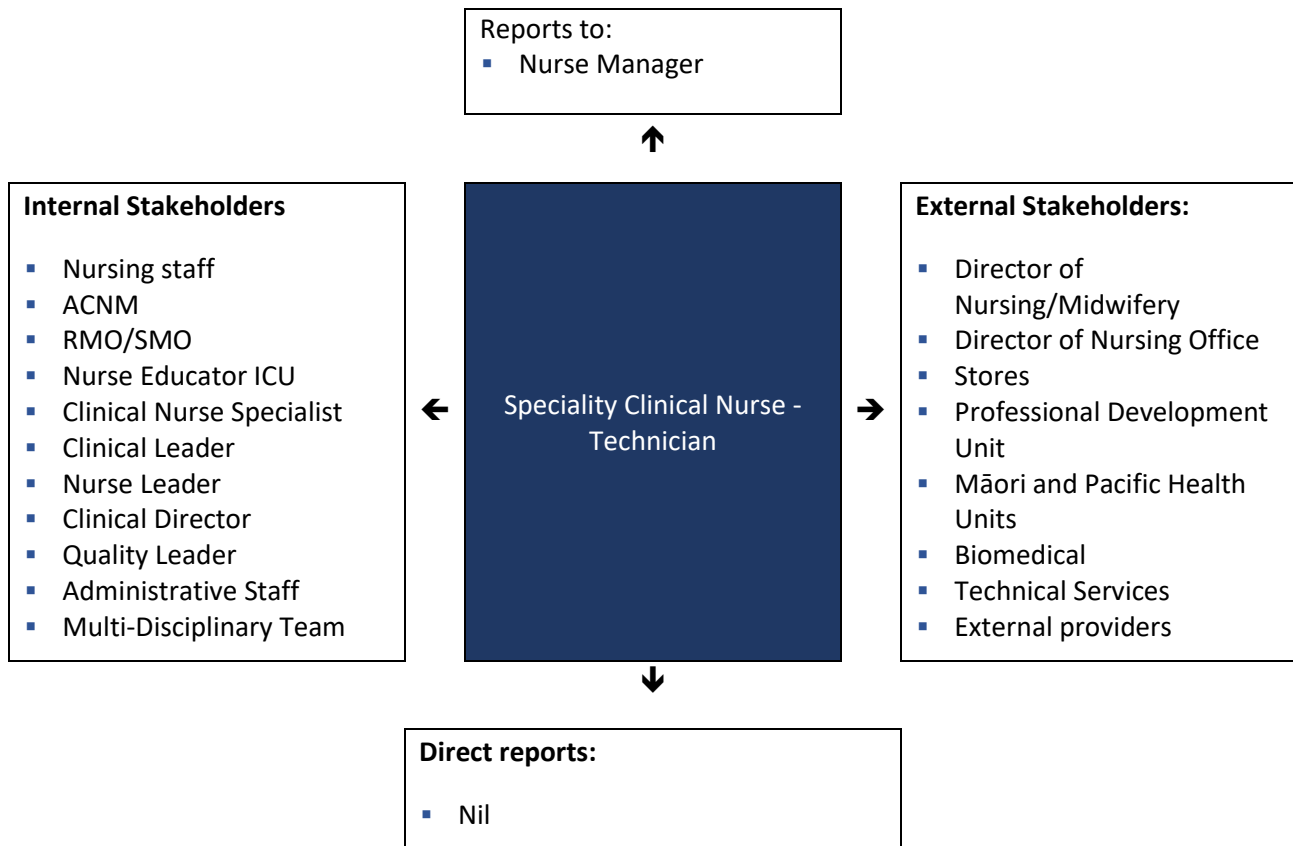 Reports to:
▪ Nurse Manager
Internal Stakeholders
▪ Nursing staff
▪ ACNM
▪ RMO/SMO
▪ Nurse Educator ICU
▪ Clinical Nurse Specialist
▪ Clinical Leader
▪ Nurse Leader
▪ Clinical Director
▪ Quality Leader
▪ Administrative Staff
▪ Multi-Disciplinary Team
Speciality Clinical Nurse -
Technician
External Stakeholders:
▪ Director of
Nursing/Midwifery
▪ Director of Nursing Office
▪ Stores
▪ Professional Development
Unit
▪ Māori and Pacific Health
Units
▪ Biomedical
▪ Technical Services
▪ External providers
Direct reports:
▪ Nil